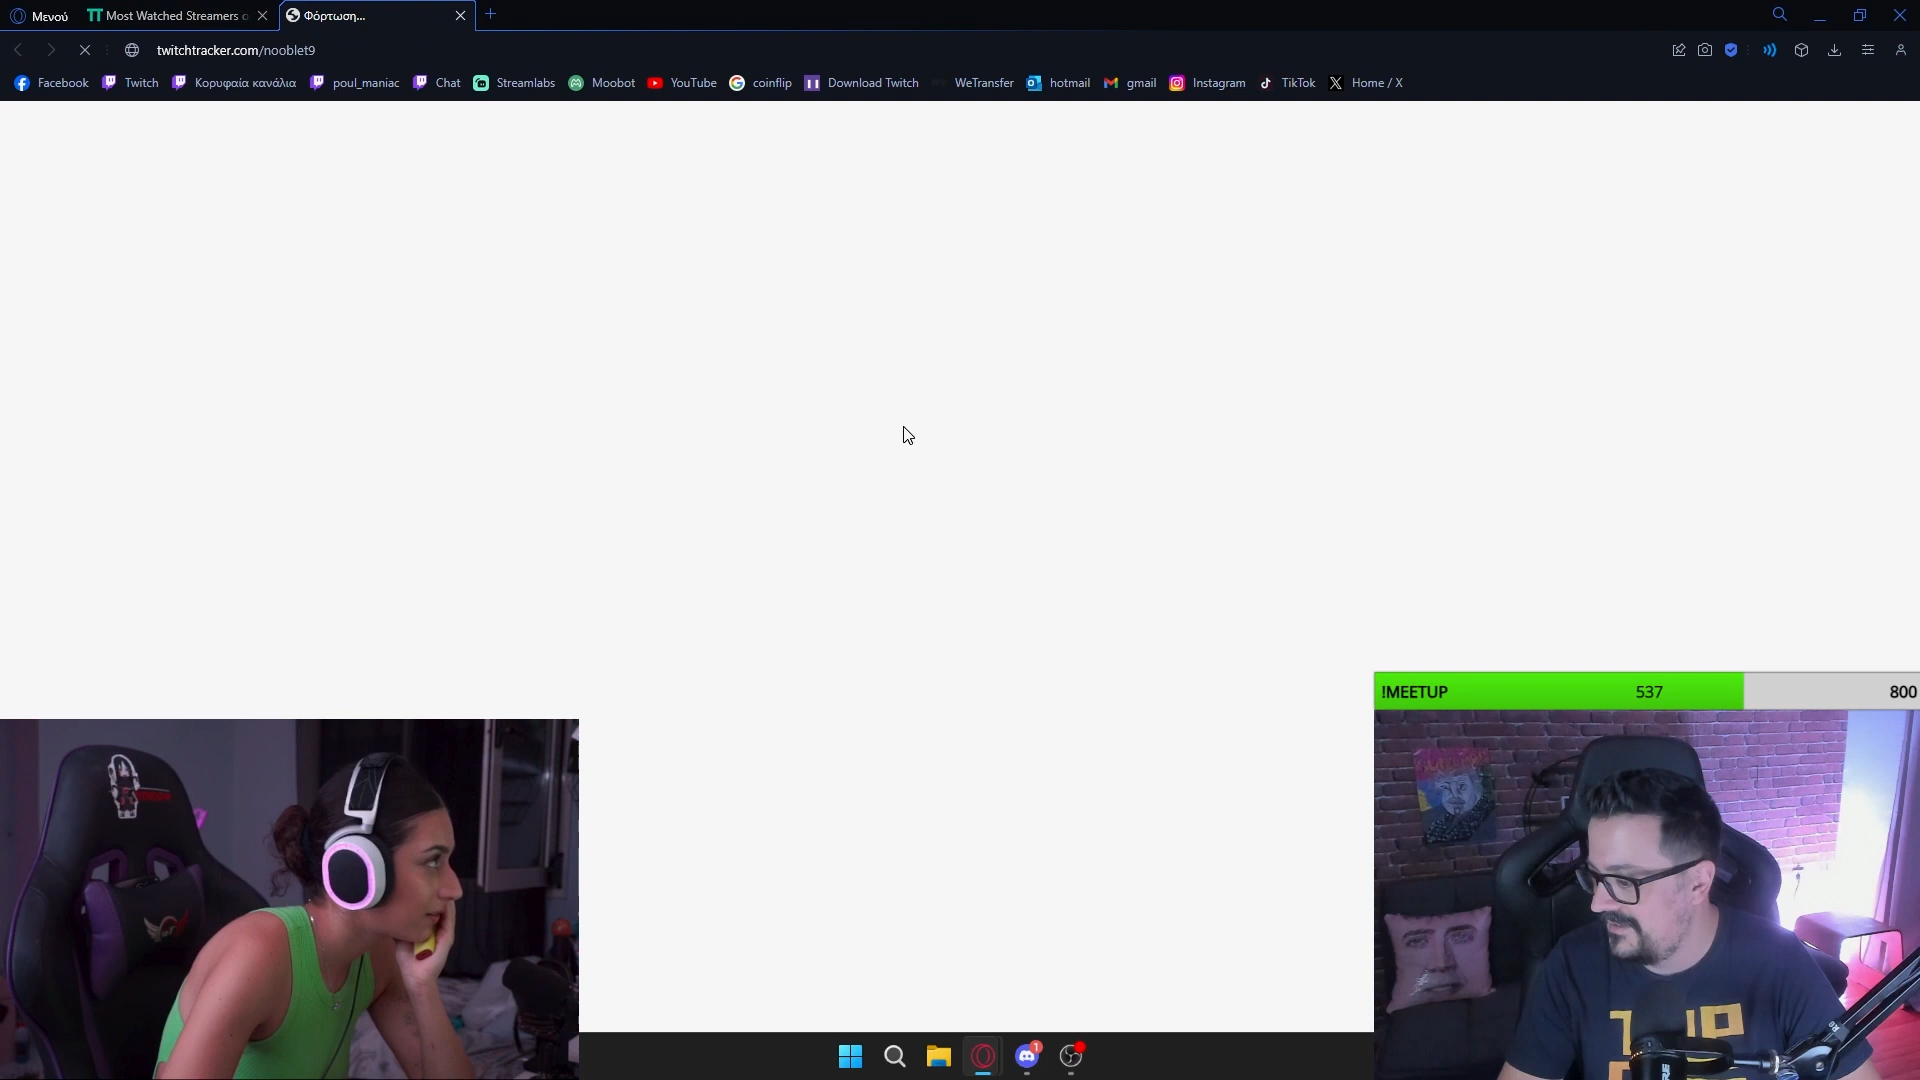 Μενού
Most Watched Streamers o
Φόρτωση...
twitchtracker.com/nooblet9
Facebook
Twitch
Κορυφαία κανάλια
poul_maniac
Chat
Streamlabs
Moobot
YouTube
coinflip
Download Twitch
WeTransfer
hotmail
gmail
Instagram
TikTok
Home / X
!MEETUP 537 800
1